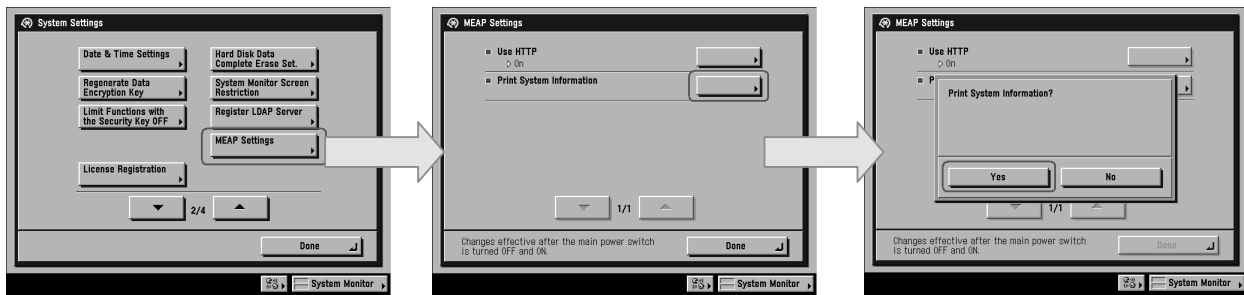 System Settings
Date & Time Settings
Hard Disk Data
Complete Erase Set.
Regenerate Data
Encryption Key
System Monitor Screen
Restriction
Limit Functions with
the Security Key OFF
Register LDAP Server
MEAP Settings
License Registration
2/4
Done
System Monitor
MEAP Settings
Use HTTP
On
Print System Information
1/1
Changes effective after the main power switch
is turned OFF and ON.
Done
System Monitor
MEAP Settings
Use HTTP
On
P
Print System Information?
Yes
No
1/1
Changes effective after the main power switch
is turned OFF and ON.
Done
System Monitor